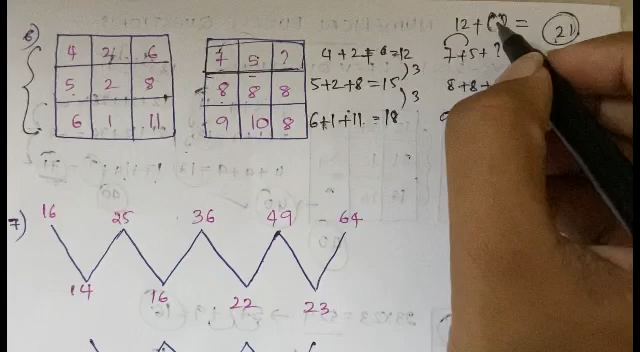 12 + =
21
6)
4 2 6
5 2 8
6 1 11
7 5 ?
8 8 8
9 10 8
4+2+6=12
3
5+2+8=15
3
6+1+11=18
7+5+?
8+8+
7)
16 25 36 49 64
14 16 22 23